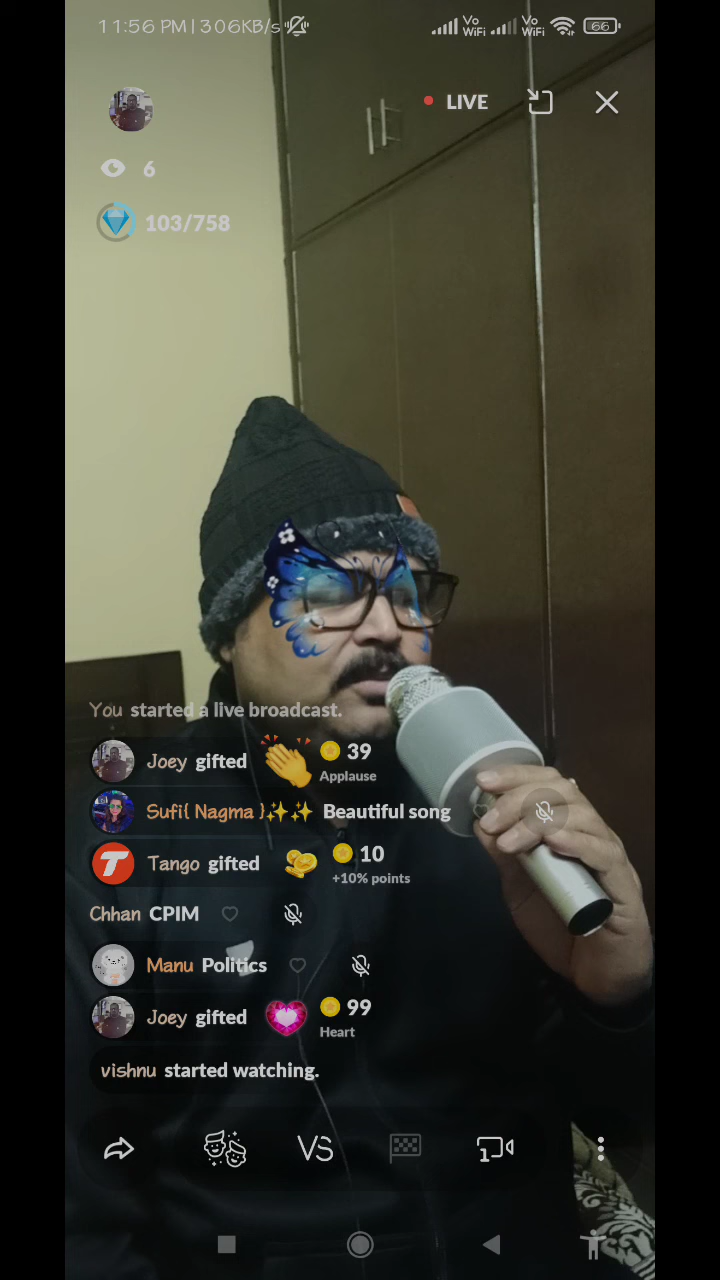 11:56 PM | 306KB/s
Vo WiFi
Vo WiFi
66
LIVE
6
103/758
You started a live broadcast.
Joey gifted 39
Applause
Sufi{ Nagma }✨✨ Beautiful song
Tango gifted 10
+10% points
Chhan CPIM
Manu Politics
Joey gifted 99
Heart
vishnu started watching.
VS
1